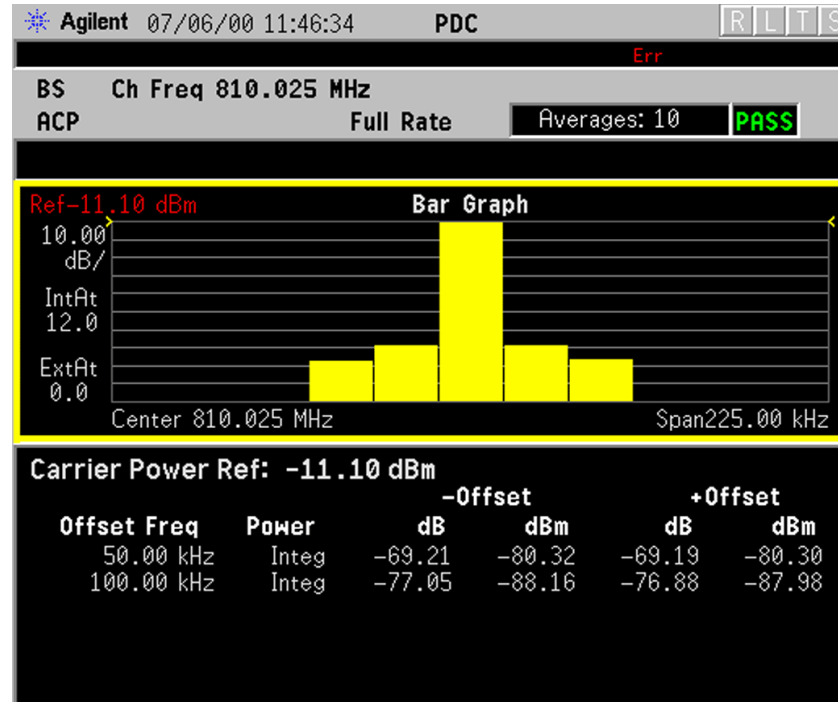 Agilent 07/06/00 11:46:34 PDC R L T S
Err
BS Ch Freq 810.025 MHz
ACP Full Rate Averages: 10 PASS
Ref-11.10 dBm Bar Graph
10.00
dB/
IntAt
12.0
ExtAt
0.0
Center 810.025 MHz Span225.00 kHz
Carrier Power Ref: -11.10 dBm
-Offset +Offset
Offset Freq Power dB dBm dB dBm
50.00 kHz Integ -69.21 -80.32 -69.19 -80.30
100.00 kHz Integ -77.05 -88.16 -76.88 -87.98